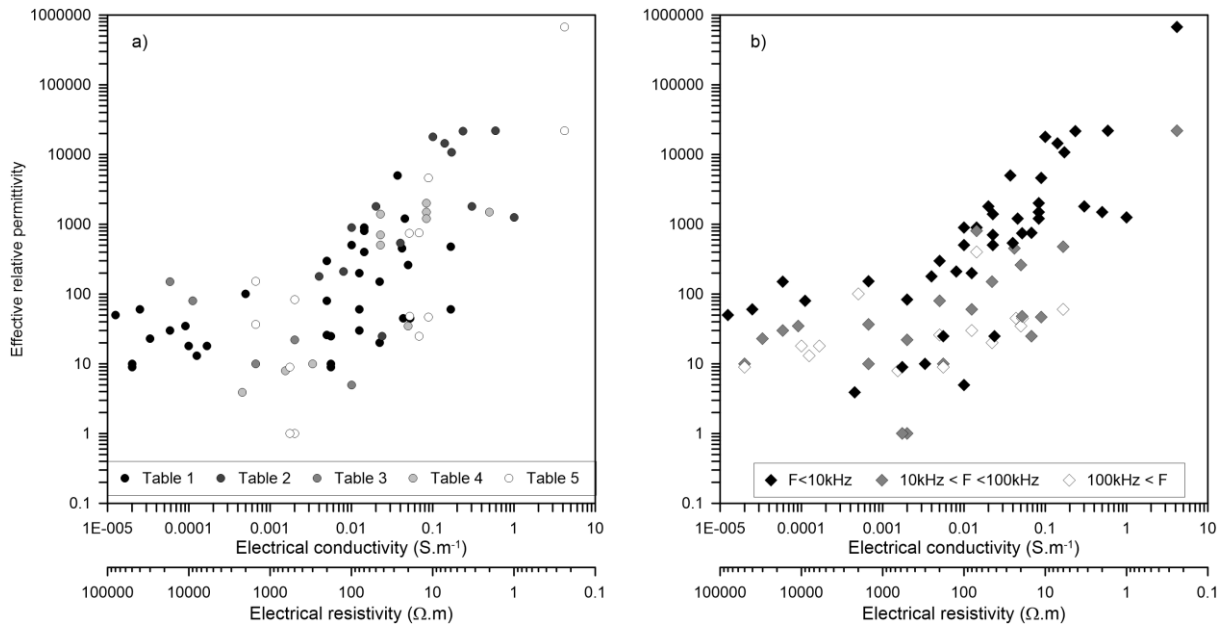 a)
Effective relative permittivity
1000000
100000
10000
1000
100
10
1
0.1
Table 1 Table 2 Table 3 Table 4 Table 5
1E-005 0.0001 0.001 0.01 0.1 1 10
Electrical conductivity (S.m⁻¹)
100000 10000 1000 100 10 1 0.1
Electrical resistivity (Ω.m)
b)
1000000
100000
10000
1000
100
10
1
0.1
F<10kHz 10kHz < F <100kHz 100kHz < F
1E-005 0.0001 0.001 0.01 0.1 1 10
Electrical conductivity (S.m⁻¹)
100000 10000 1000 100 10 1 0.1
Electrical resistivity (Ω.m)